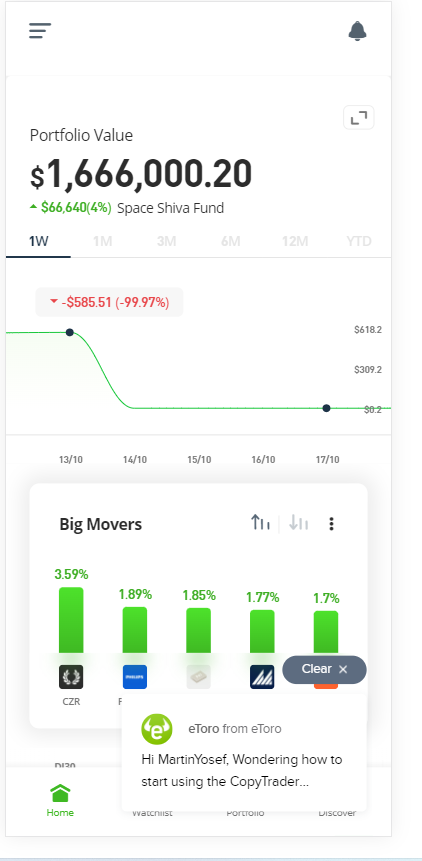 Portfolio Value
$1,666,000.20
$66,640(4%) Space Shiva Fund
1W 1M 3M 6M 12M YTD
-$585.51 (-99.97%)
$618.2
$309.2
$0.2
13/10 14/10 15/10 16/10 17/10
Big Movers
3.59% 1.89% 1.85% 1.77% 1.7%
PHILIPS
Clear ×
CZR
eToro from eToro
Hi MartinYosef, Wondering how to
start using the CopyTrader...
DJ30
Home Watchlist Portfolio Discover